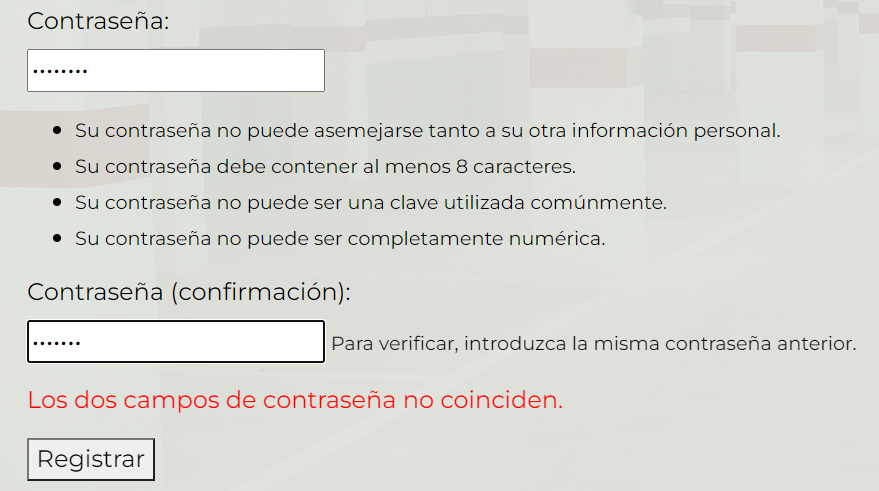 Contraseña:
••••••••
Su contraseña no puede asemejarse tanto a su otra información personal.
Su contraseña debe contener al menos 8 caracteres.
Su contraseña no puede ser una clave utilizada comúnmente.
Su contraseña no puede ser completamente numérica.
Contraseña (confirmación):
••••••• Para verificar, introduzca la misma contraseña anterior.
Los dos campos de contraseña no coinciden.
Registrar